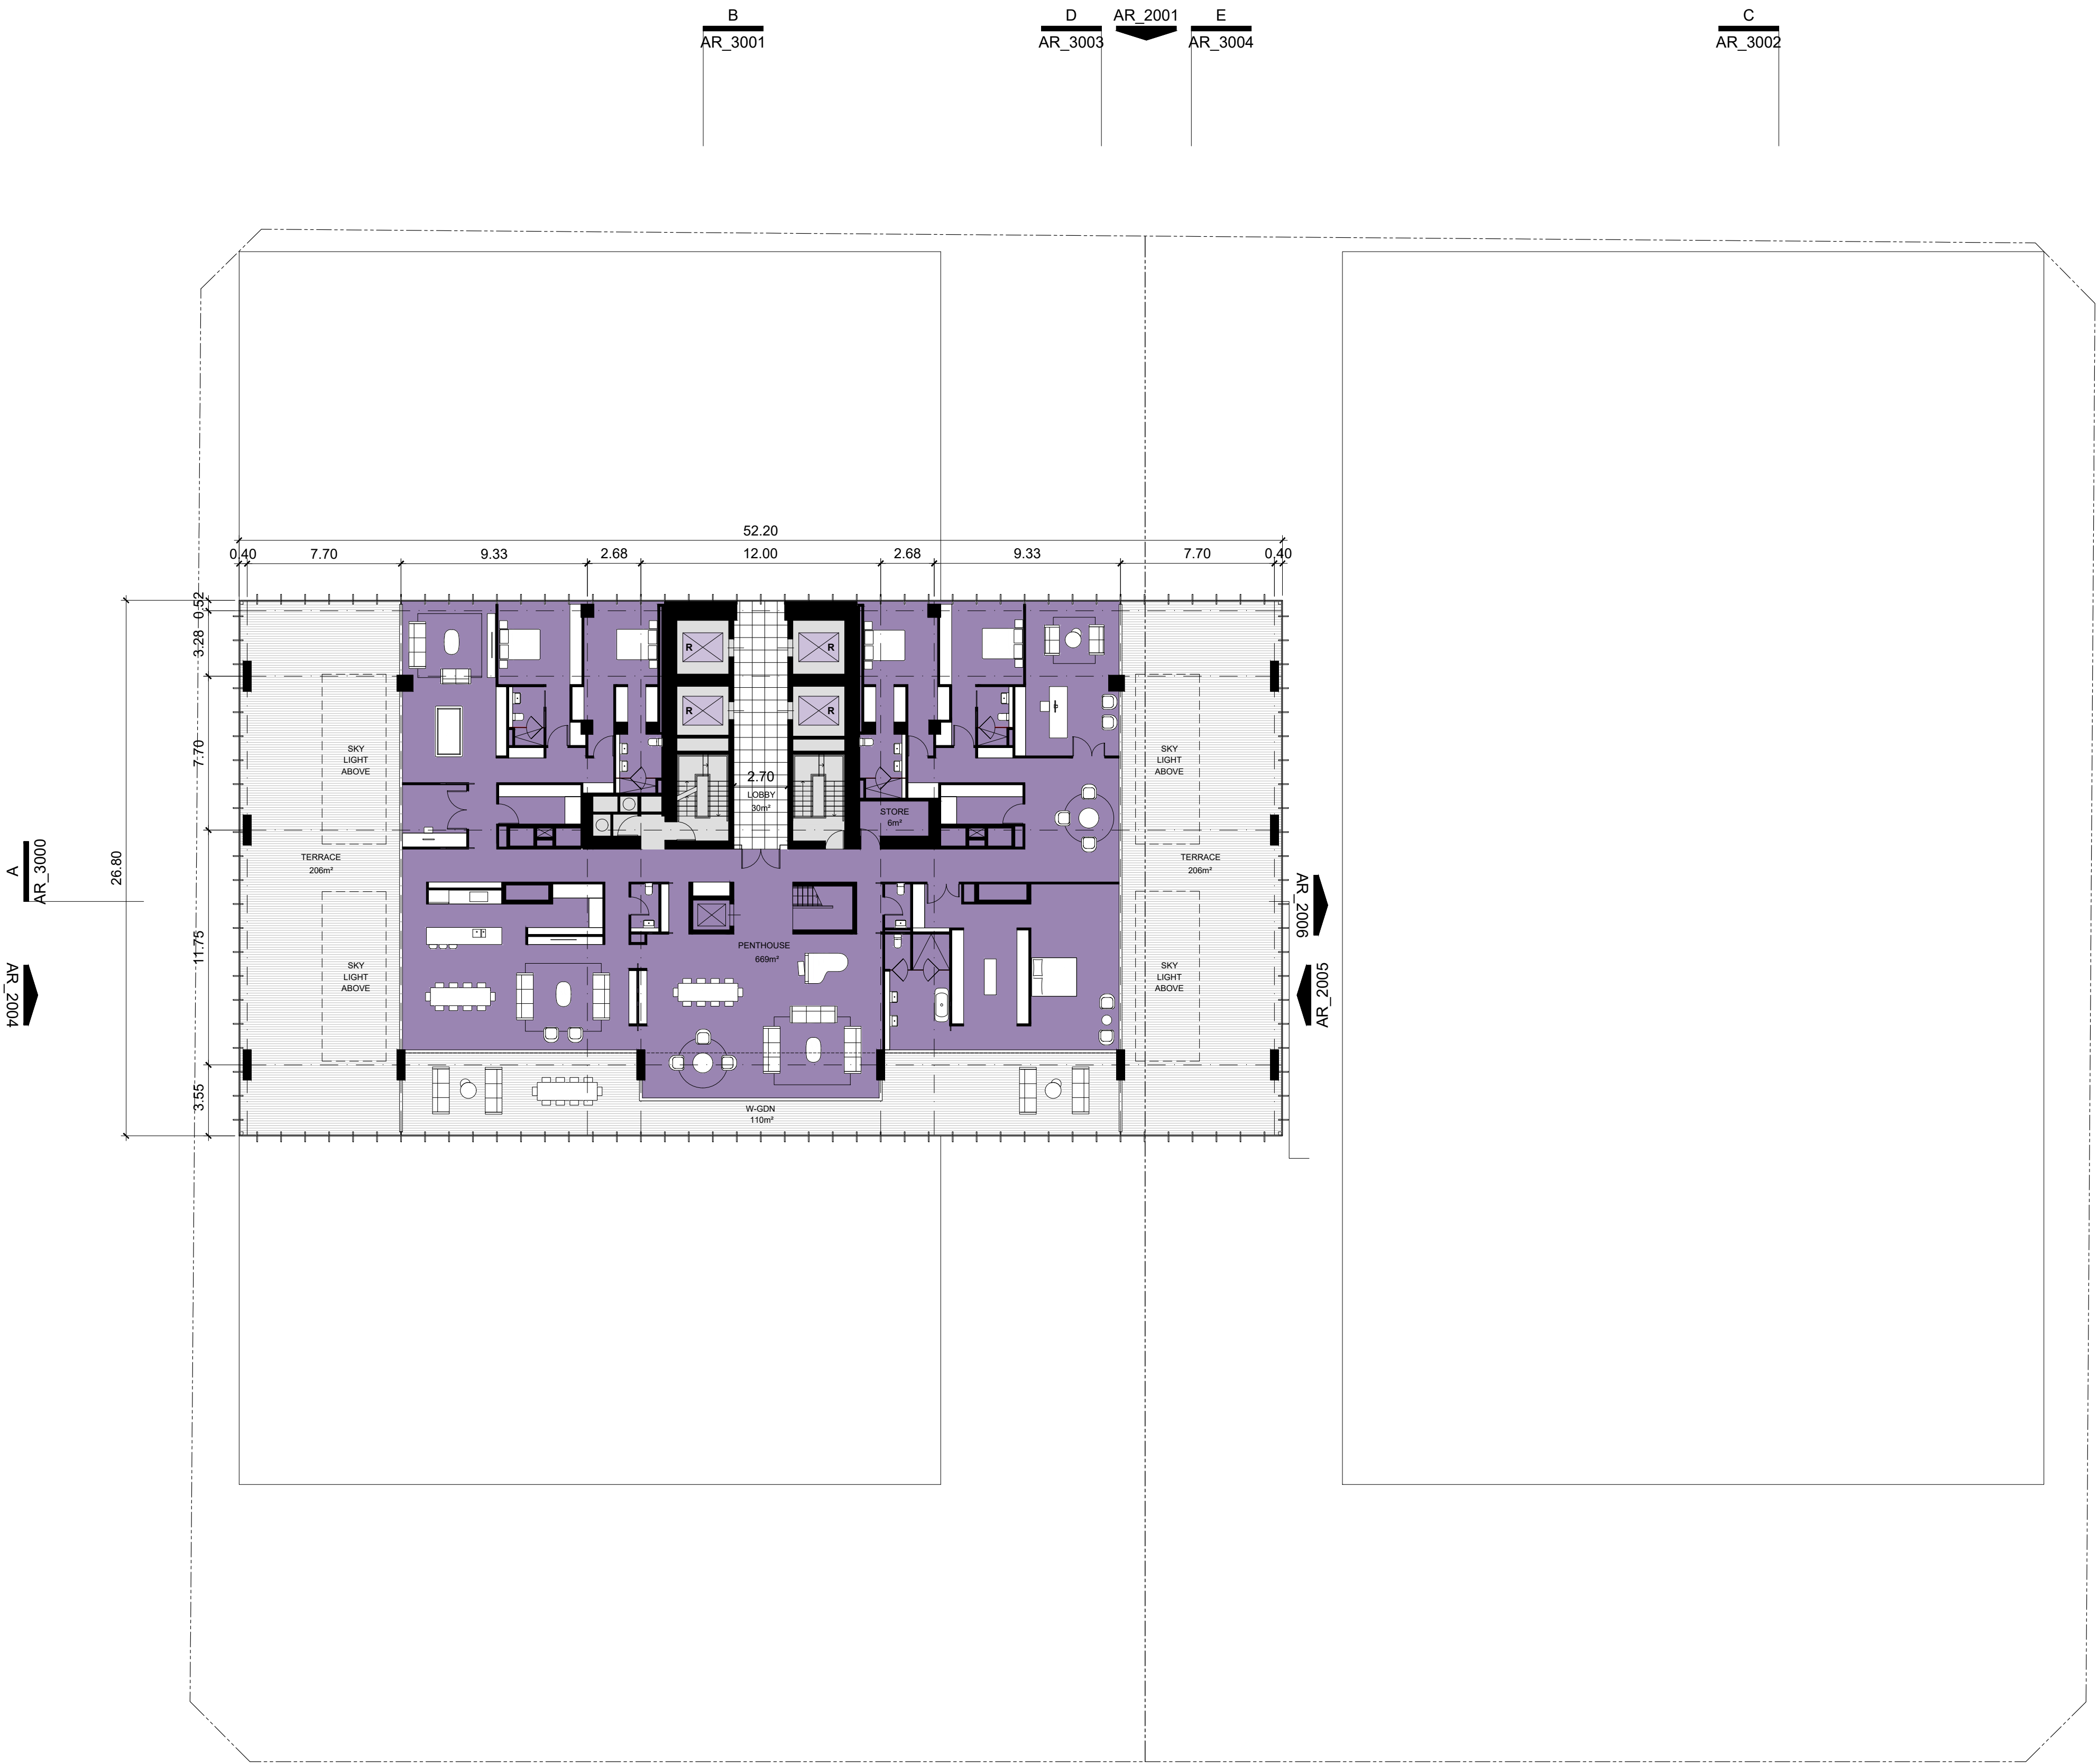 B
AR_3001
D
AR_3003
AR_2001
E
AR_3004
C
AR_3002
52.20
0.40
7.70
9.33
2.68
12.00
2.68
9.33
7.70
0.40
0.52
3.28
7.70
11.75
3.55
26.80
A
AR_3000
AR_2004
AR_2006
AR_2005
R
R
R
R
SKY
LIGHT
ABOVE
2.70
LOBBY
30m²
STORE
6m²
SKY
LIGHT
ABOVE
TERRACE
206m²
TERRACE
206m²
PENTHOUSE
669m²
SKY
LIGHT
ABOVE
SKY
LIGHT
ABOVE
W-GDN
110m²